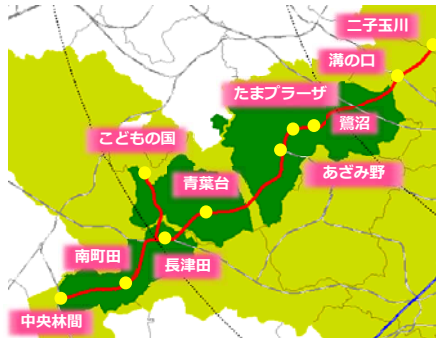 二子玉川
溝の口
たまプラーザ
鷺沼
こどもの国
あざみ野
青葉台
南町田
長津田
中央林間